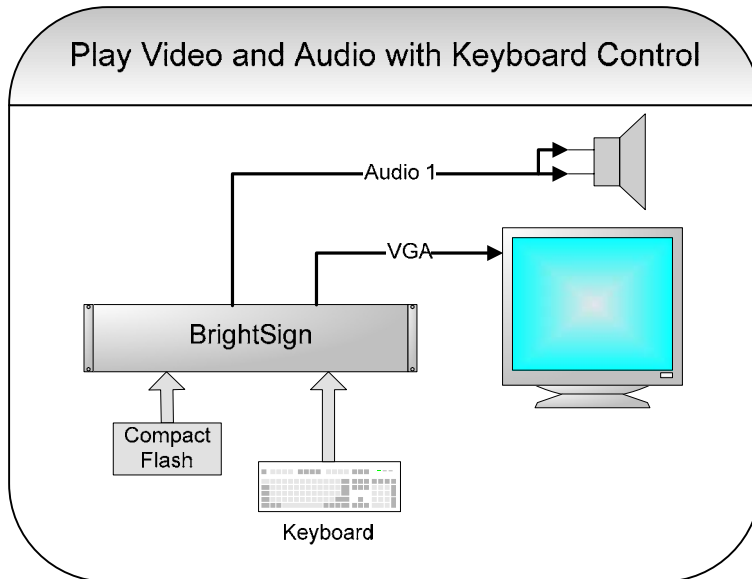 Play Video and Audio with Keyboard Control
Audio 1
VGA
BrightSign
Compact
Flash
Keyboard